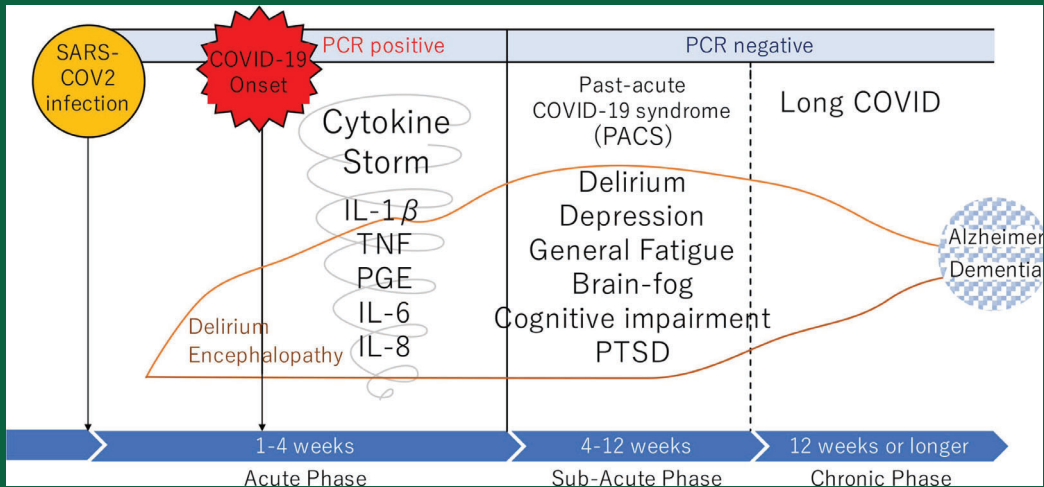 SARS-
COV2
infection
COVID-19
Onset
PCR positive
PCR negative
Cytokine
Storm
IL-1β
TNF
PGE
IL-6
IL-8
Delirium
Encephalopathy
Past-acute
COVID-19 syndrome
(PACS)
Delirium
Depression
General Fatigue
Brain-fog
Cognitive impairment
PTSD
Long COVID
Alzheimer
Dementia
1-4 weeks
4-12 weeks
12 weeks or longer
Acute Phase
Sub-Acute Phase
Chronic Phase